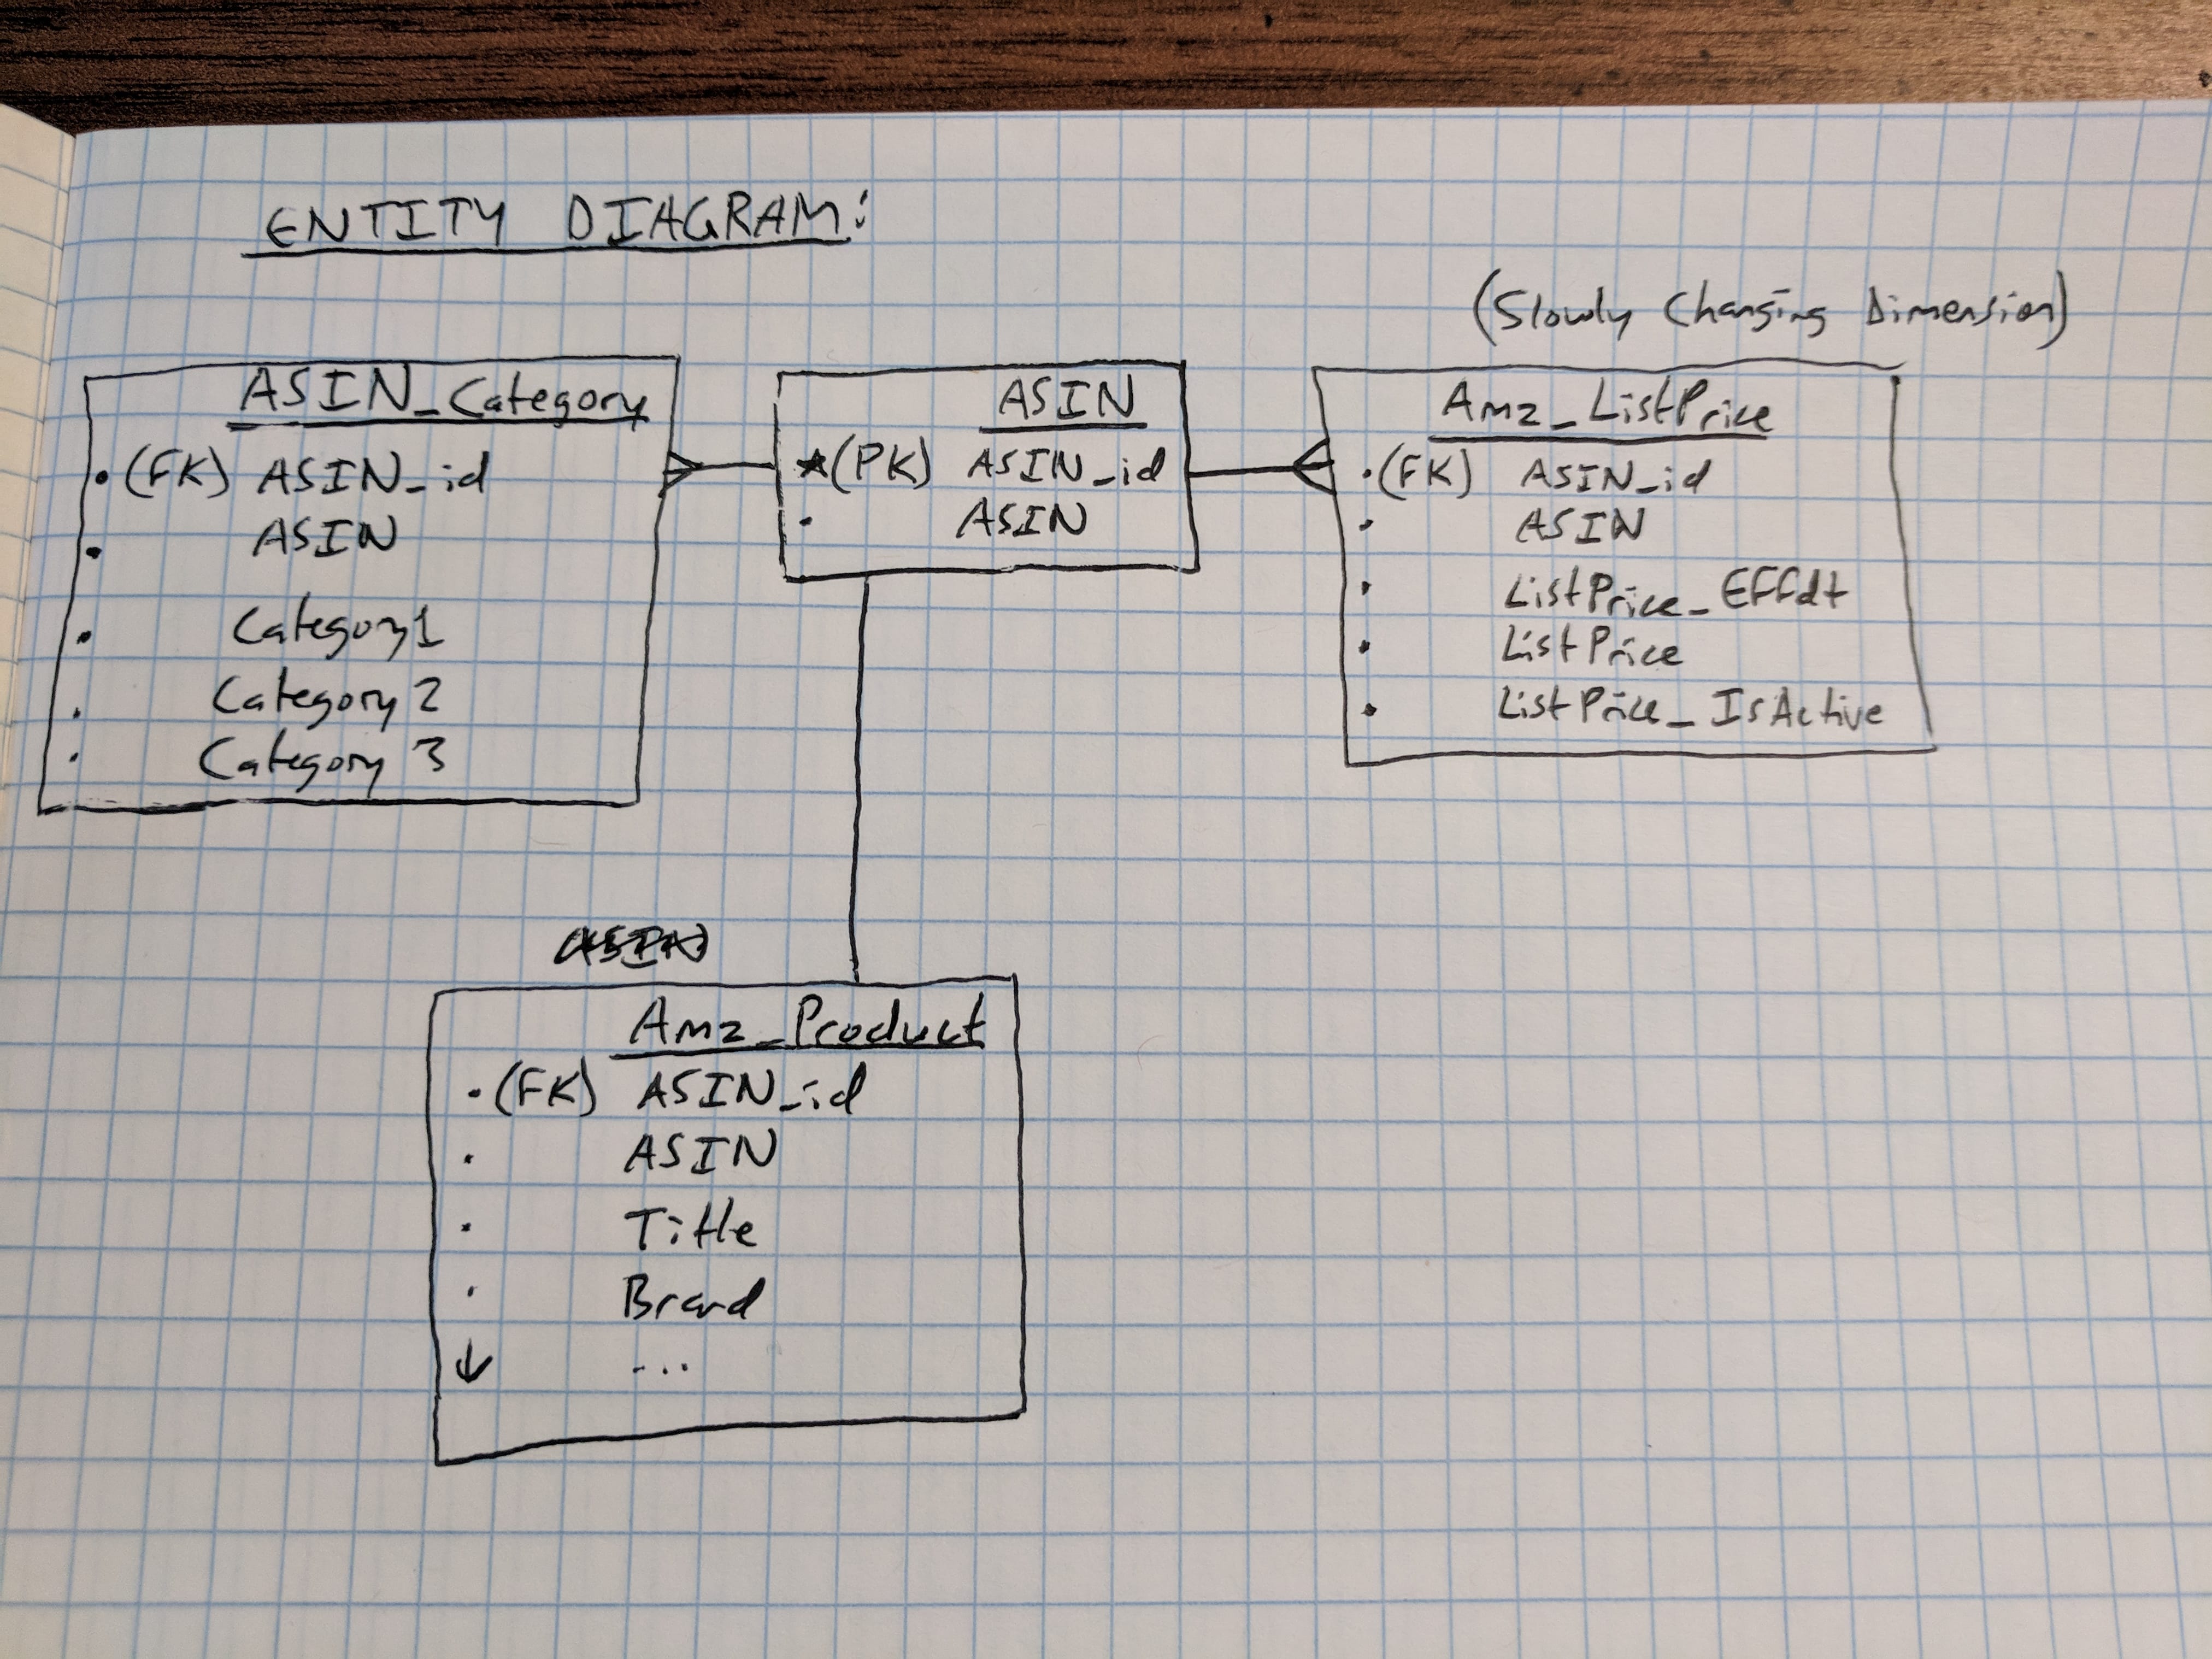 ENTITY DIAGRAM:
(Slowly Changing Dimension)
ASIN_Category
•(FK) ASIN_id
• ASIN
• Category1
• Category 2
• Category 3
ASIN
★(PK) ASIN_id
• ASIN
Amz_ListPrice
•(FK) ASIN_id
• ASIN
• ListPrice_Effdt
• ListPrice
• ListPrice_IsActive
ASIN
Amz_Product
•(FK) ASIN_id
• ASIN
• Title
• Brand
↓ ...